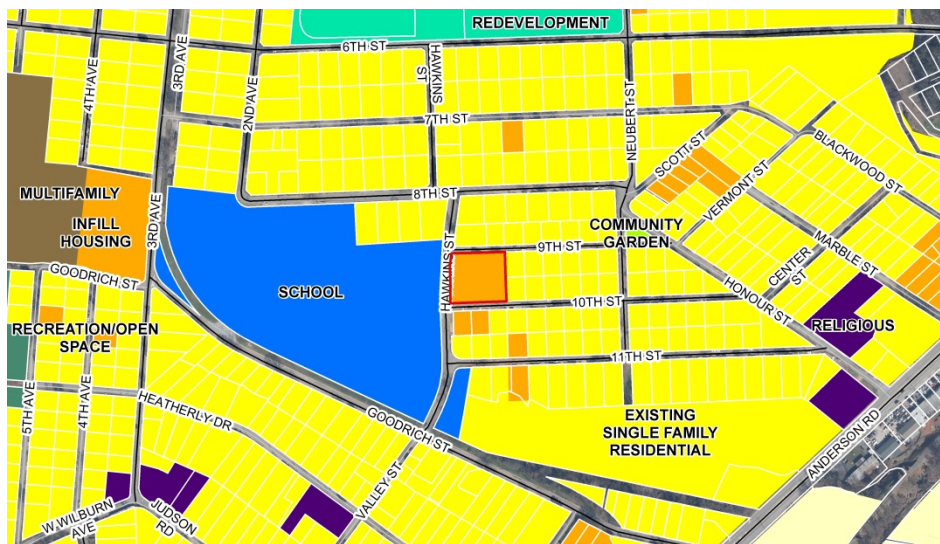 REDEVELOPMENT
6TH ST
3RD AVE
4TH AVE
2ND AVE
HAWKINS
ST
7TH ST
NEUBERT ST
SCOTT ST
BLACKWOOD ST
VERMONT ST
MULTIFAMILY
INFILL
HOUSING
8TH ST
3RD AVE
COMMUNITY
GARDEN
9TH ST
MARBLE ST
CENTER
ST
GOODRICH ST
SCHOOL
HAWKINS ST
10TH ST
HONOUR ST
RELIGIOUS
RECREATION/OPEN
SPACE
11TH ST
5TH AVE
4TH AVE
HEATHERLY DR
GOODRICH ST
EXISTING
SINGLE FAMILY
RESIDENTIAL
ANDERSON RD
VALLEY ST
W WILBURN
AVE
JUDSON
RD